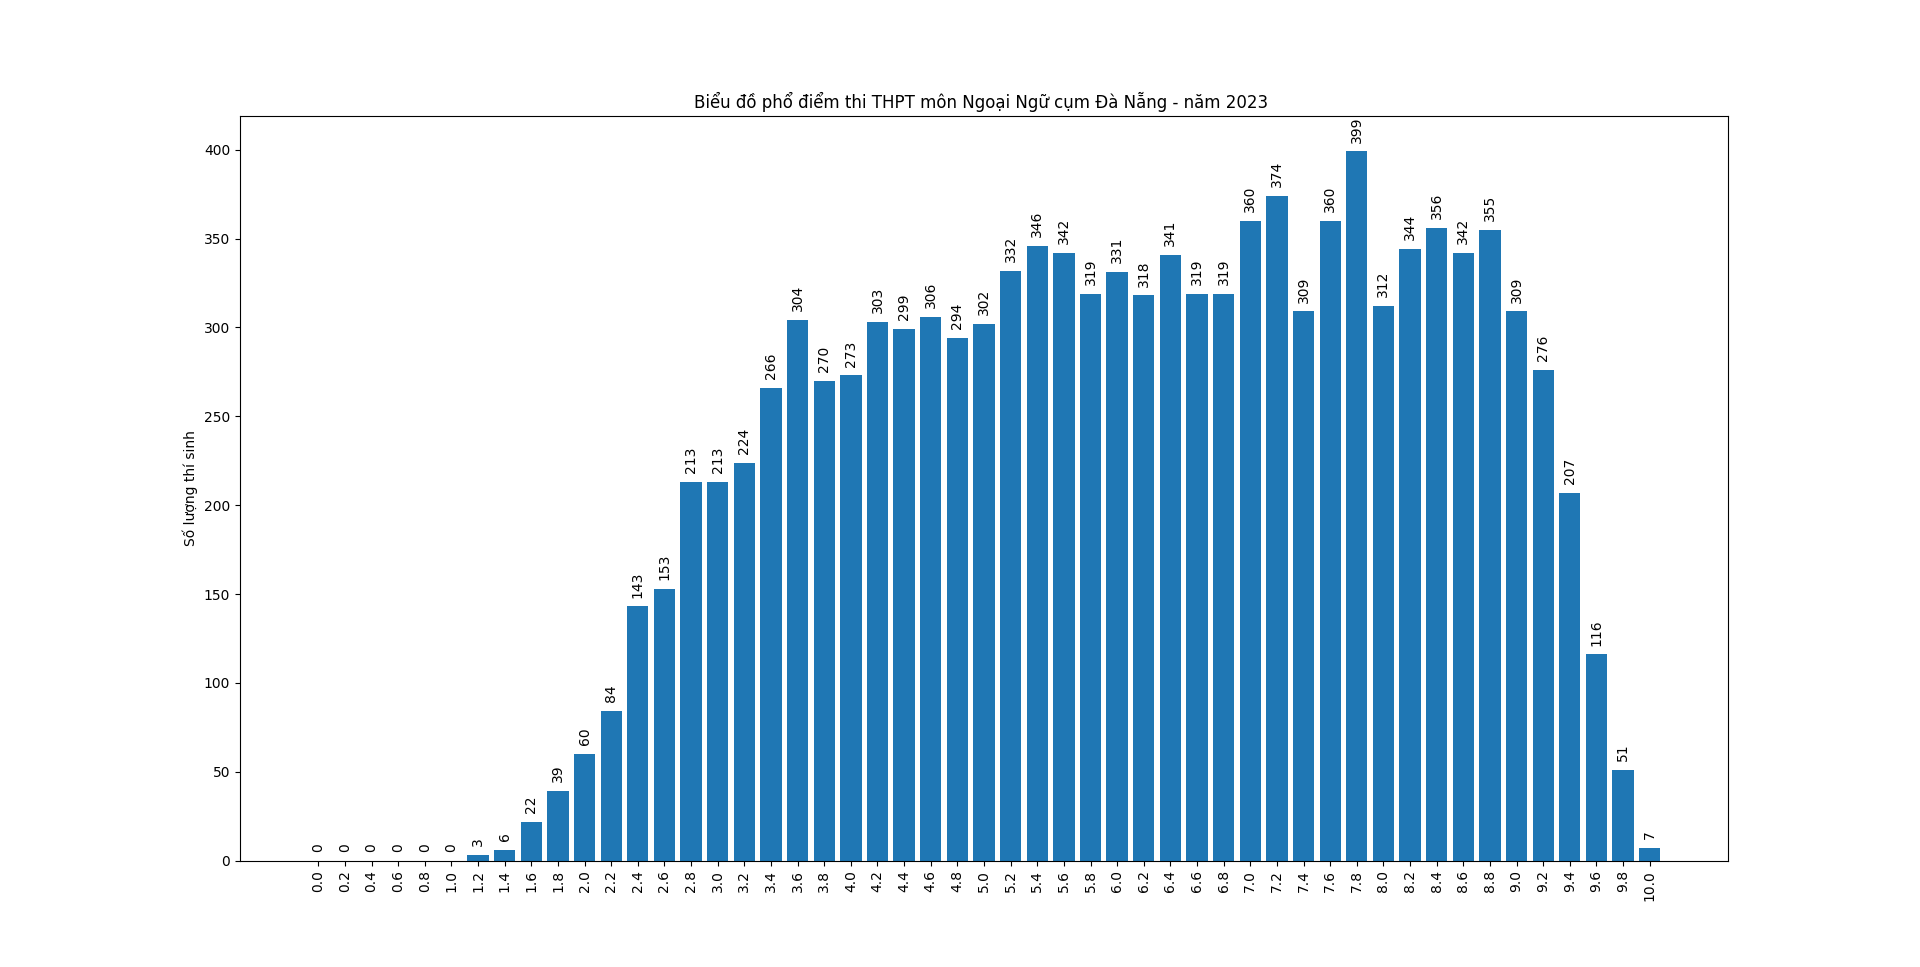 Biểu đồ phổ điểm thi THPT môn Ngoại Ngữ cụm Đà Nẵng - năm 2023
Số lượng thí sinh
400
350
300
250
200
150
100
50
0
0 0 0 0 0 0 3 6 22 39 60 84 143 153 213 213 224 266 304 270 273 303 299 306 294 302 332 346 342 319 331 318 341 319 319 360 374 309 360 399 312 344 356 342 355 309 276 207 116 51 7
0.0 0.2 0.4 0.6 0.8 1.0 1.2 1.4 1.6 1.8 2.0 2.2 2.4 2.6 2.8 3.0 3.2 3.4 3.6 3.8 4.0 4.2 4.4 4.6 4.8 5.0 5.2 5.4 5.6 5.8 6.0 6.2 6.4 6.6 6.8 7.0 7.2 7.4 7.6 7.8 8.0 8.2 8.4 8.6 8.8 9.0 9.2 9.4 9.6 9.8 10.0